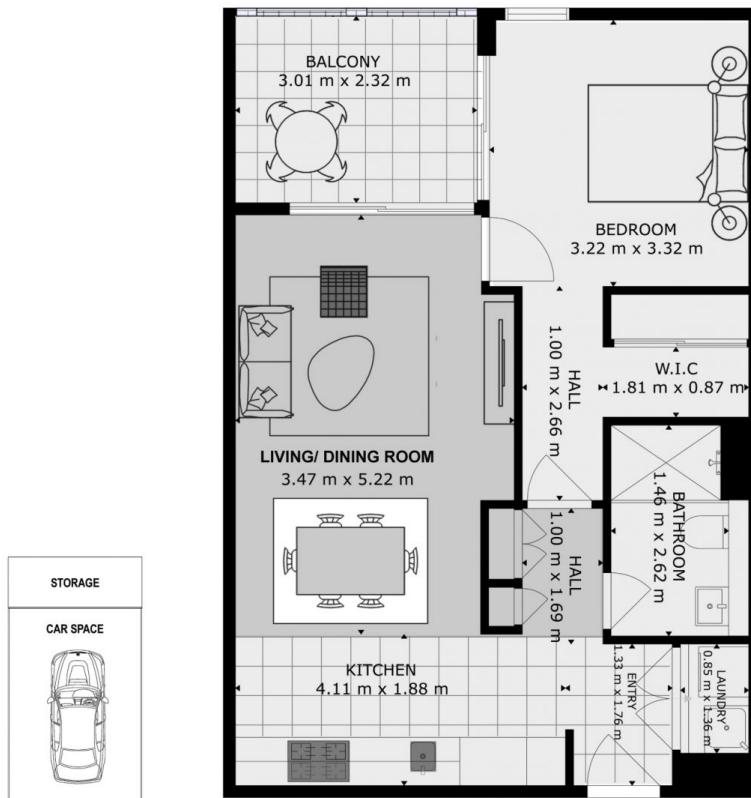 BALCONY
3.01 m x 2.32 m
BEDROOM
3.22 m x 3.32 m
HALL
1.00 m x 2.66 m
W.I.C
1.81 m x 0.87 m
LIVING/ DINING ROOM
3.47 m x 5.22 m
BATHROOM
1.46 m x 2.62 m
HALL
1.00 m x 1.69 m
KITCHEN
4.11 m x 1.88 m
ENTRY
1.33 m x 1.76 m
LAUNDRY
0.85 m x 1.36 m
STORAGE
CAR SPACE